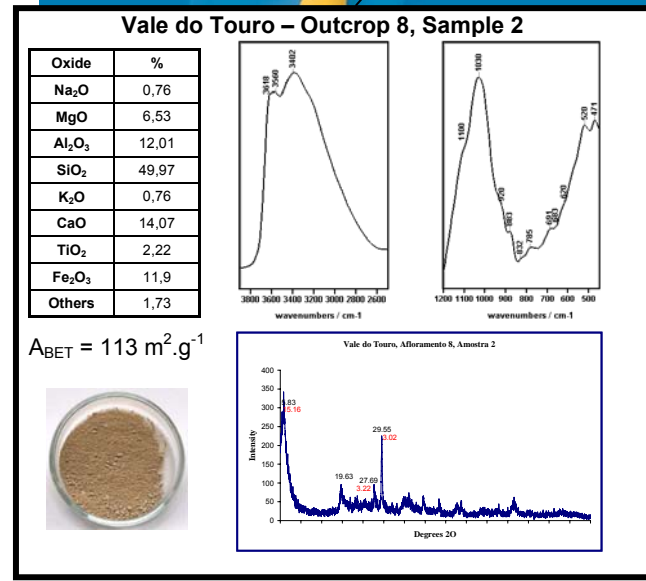 Vale do Touro – Outcrop 8, Sample 2
Oxide %
Na₂O 0,76
MgO 6,53
Al₂O₃ 12,01
SiO₂ 49,97
K₂O 0,76
CaO 14,07
TiO₂ 2,22
Fe₂O₃ 11,9
Others 1,73
3618 3560 3402
3800 3600 3400 3200 3000 2800 2600
wavenumbers / cm-1
1100 1030 920 883 832 785 691 683 620 520 471
1200 1100 1000 900 800 700 600 500
wavenumbers / cm-1
A_BET = 113 m².g⁻¹
Vale do Touro, Afloramento 8, Amostra 2
Intensity
400
350
300
250
200
150
100
50
0
5.83
15.16
19.63
27.69
3.22
29.55
3.02
Degrees 2O